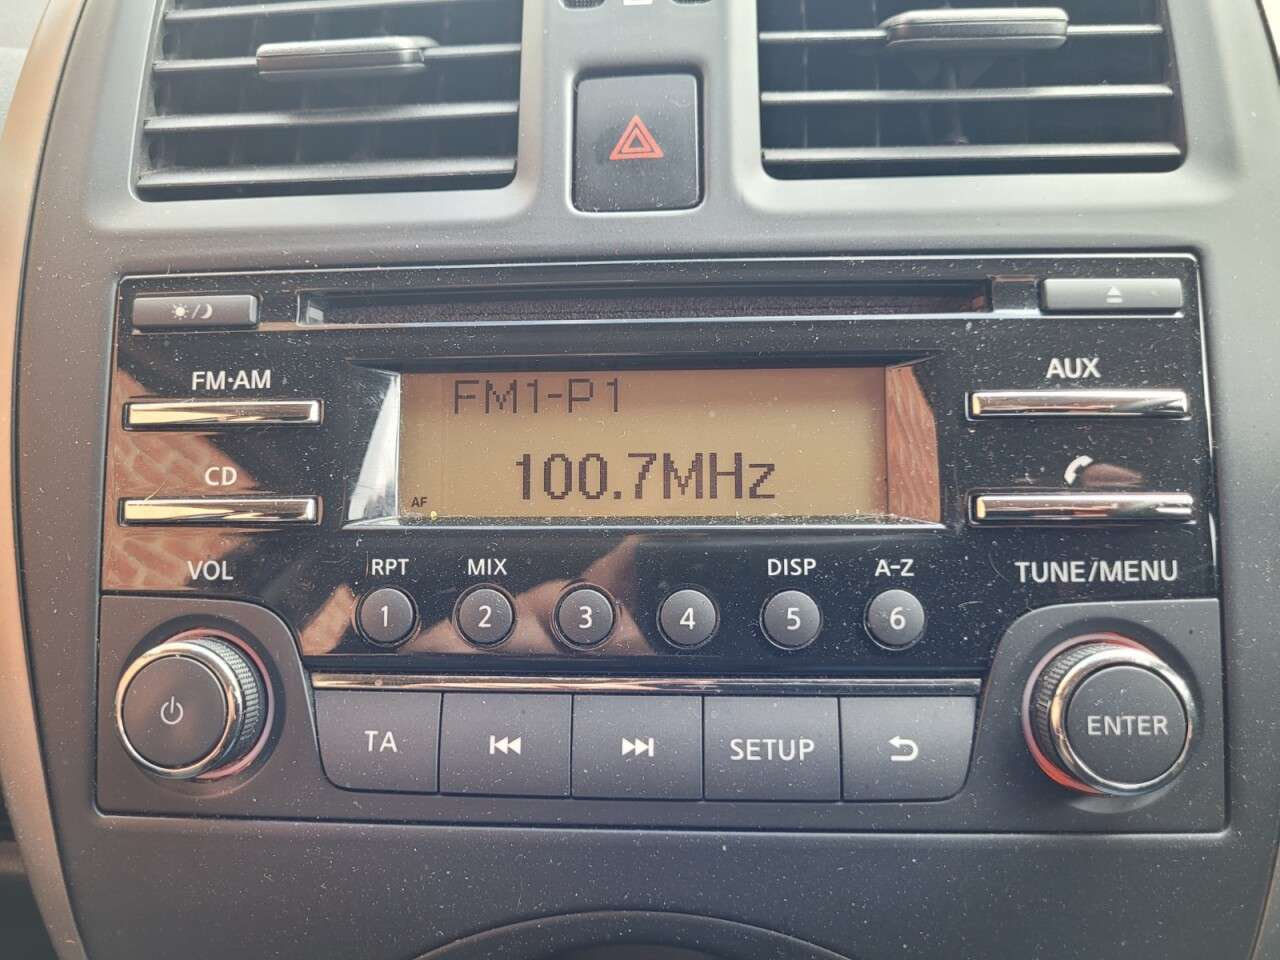 FM·AM
AUX
FM1-P1
CD
100.7MHz
AF
VOL
RPT
MIX
DISP
A-Z
TUNE/MENU
1
2
3
4
5
6
TA
SETUP
ENTER